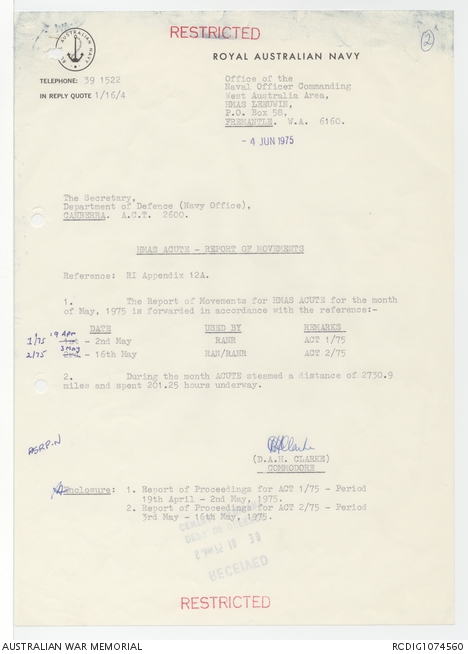 RESTRICTED
2
AUSTRALIAN NAVY
ROYAL AUSTRALIAN NAVY
TELEPHONE: 39 1522
IN REPLY QUOTE 1/16/4
Office of the
Naval Officer Commanding
West Australia Area,
HMAS LEEUWIN,
P.O. Box 58,
FREMANTLE. W.A. 6160.
- 4 JUN 1975
The Secretary,
Department of Defence (Navy Office),
CANBERRA. A.C.T. 2600.
HMAS ACUTE - REPORT OF MOVEMENTS
Reference: RI Appendix 12A.
1. The Report of Movements for HMAS ACUTE for the month
of May, 1975 is forwarded in accordance with the reference:-
DATE USED BY REMARKS
19 Apr
1/75 1st - 2nd May RANR ACT 1/75
3 May
2/75 2nd - 16th May RAN/RANR ACT 2/75
2. During the month ACUTE steamed a distance of 2730.9
miles and spent 201.25 hours underway.
(D.A.H. CLARKE)
COMMODORE
Enclosure: 1. Report of Proceedings for ACT 1/75 - Period
19th April - 2nd May, 1975.
2. Report of Proceedings for ACT 2/75 - Period
3rd May - 16th May, 1975.
RECEIVED
RESTRICTED
AUSTRALIAN WAR MEMORIAL
RCDIG1074560